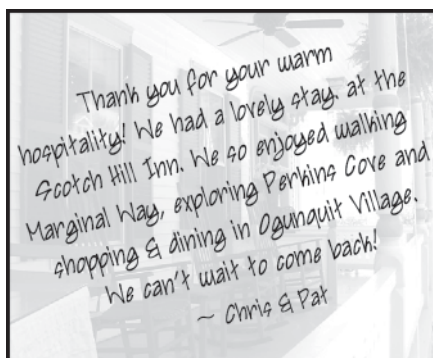 Thank you for your warm
hospitality! We had a lovely stay. at the
Scotch Hill Inn. We so enjoyed walking
Marginal Way, exploring Perkins Cove and
shopping & dining in Ogunquit Village.
We can't wait to come back!
~ Chris & Pat